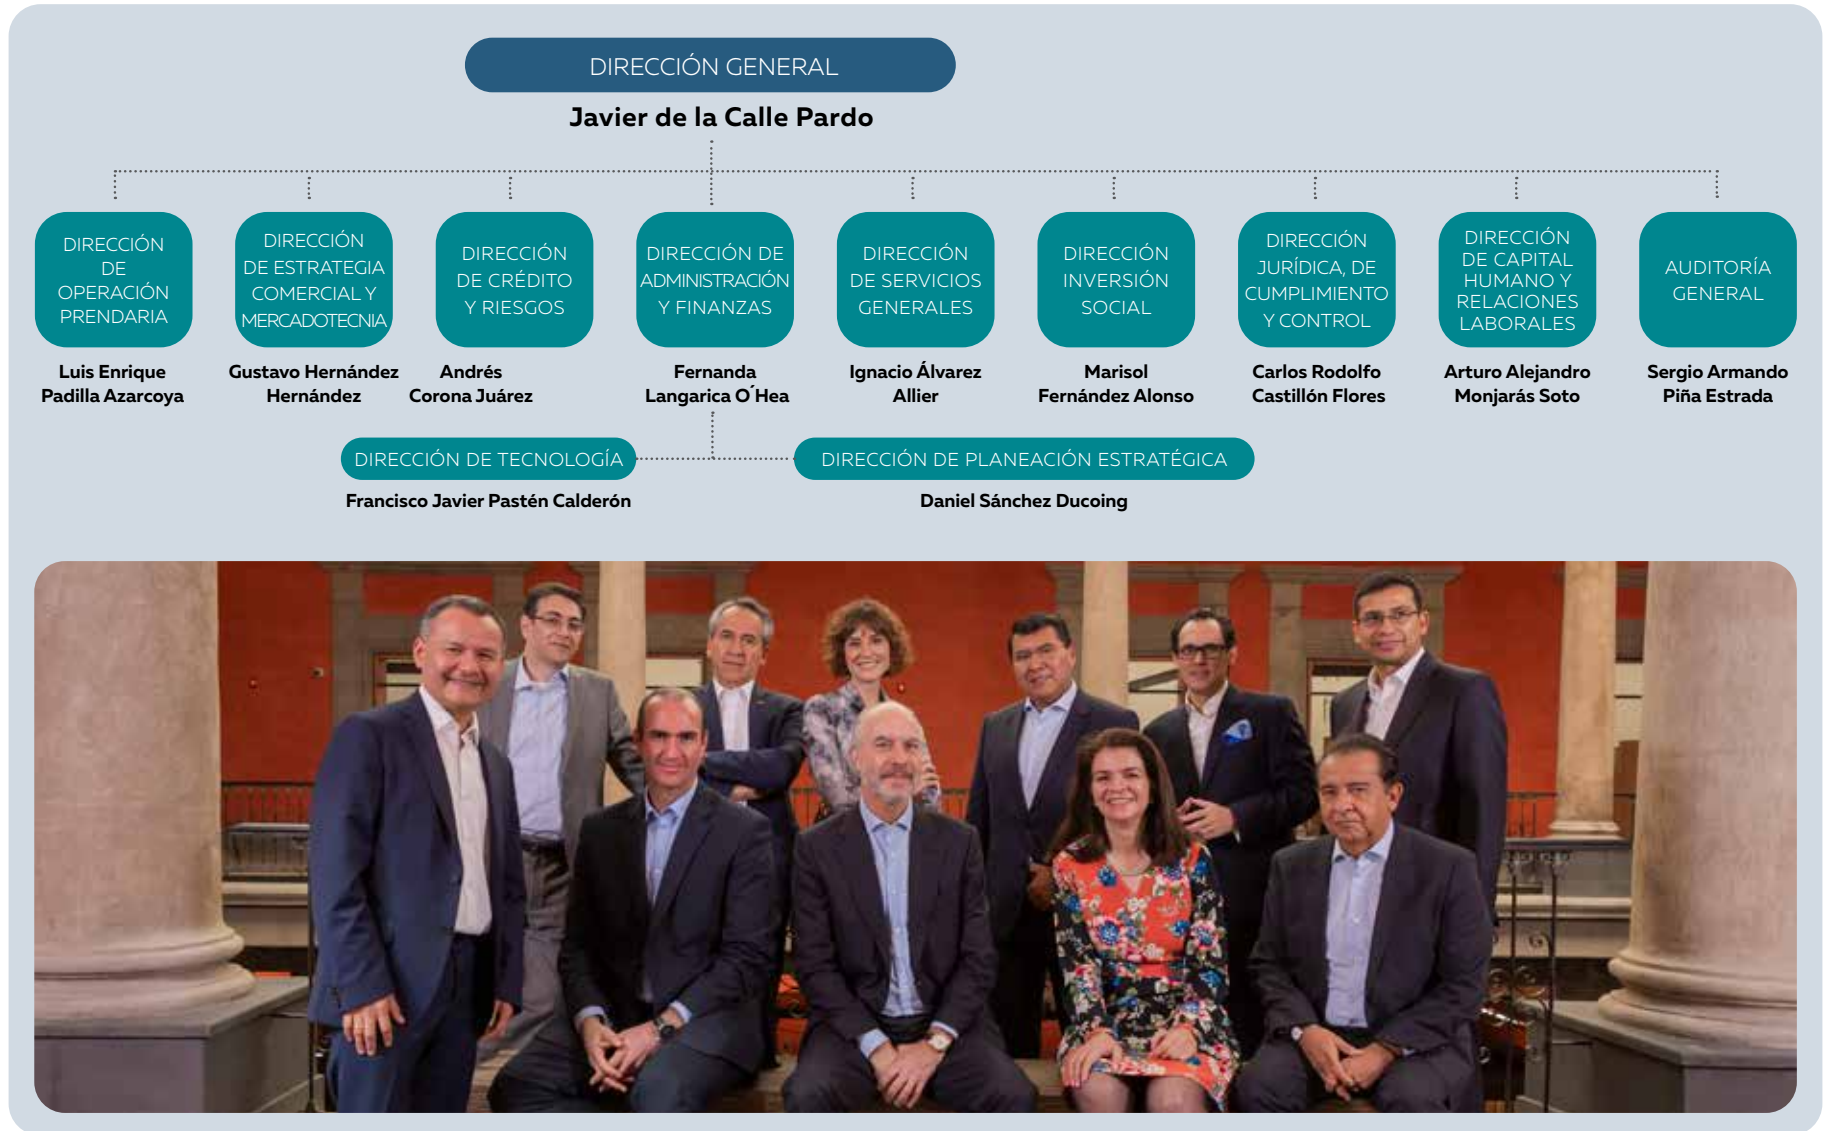 DIRECCIÓN GENERAL
Javier de la Calle Pardo
DIRECCIÓN
DE
OPERACIÓN
PRENDARIA
Luis Enrique
Padilla Azarcoya
DIRECCIÓN
DE ESTRATEGIA
COMERCIAL Y
MERCADOTECNIA
Gustavo Hernández
Hernández
DIRECCIÓN
DE CRÉDITO
Y RIESGOS
Andrés
Corona Juárez
DIRECCIÓN DE
ADMINISTRACIÓN
Y FINANZAS
Fernanda
Langarica O´Hea
DIRECCIÓN
DE SERVICIOS
GENERALES
Ignacio Álvarez
Allier
DIRECCIÓN
INVERSIÓN
SOCIAL
Marisol
Fernández Alonso
DIRECCIÓN
JURÍDICA, DE
CUMPLIMIENTO
Y CONTROL
Carlos Rodolfo
Castillón Flores
DIRECCIÓN
DE CAPITAL
HUMANO Y
RELACIONES
LABORALES
Arturo Alejandro
Monjarás Soto
AUDITORÍA
GENERAL
Sergio Armando
Piña Estrada
DIRECCIÓN DE TECNOLOGÍA
Francisco Javier Pastén Calderón
DIRECCIÓN DE PLANEACIÓN ESTRATÉGICA
Daniel Sánchez Ducoing